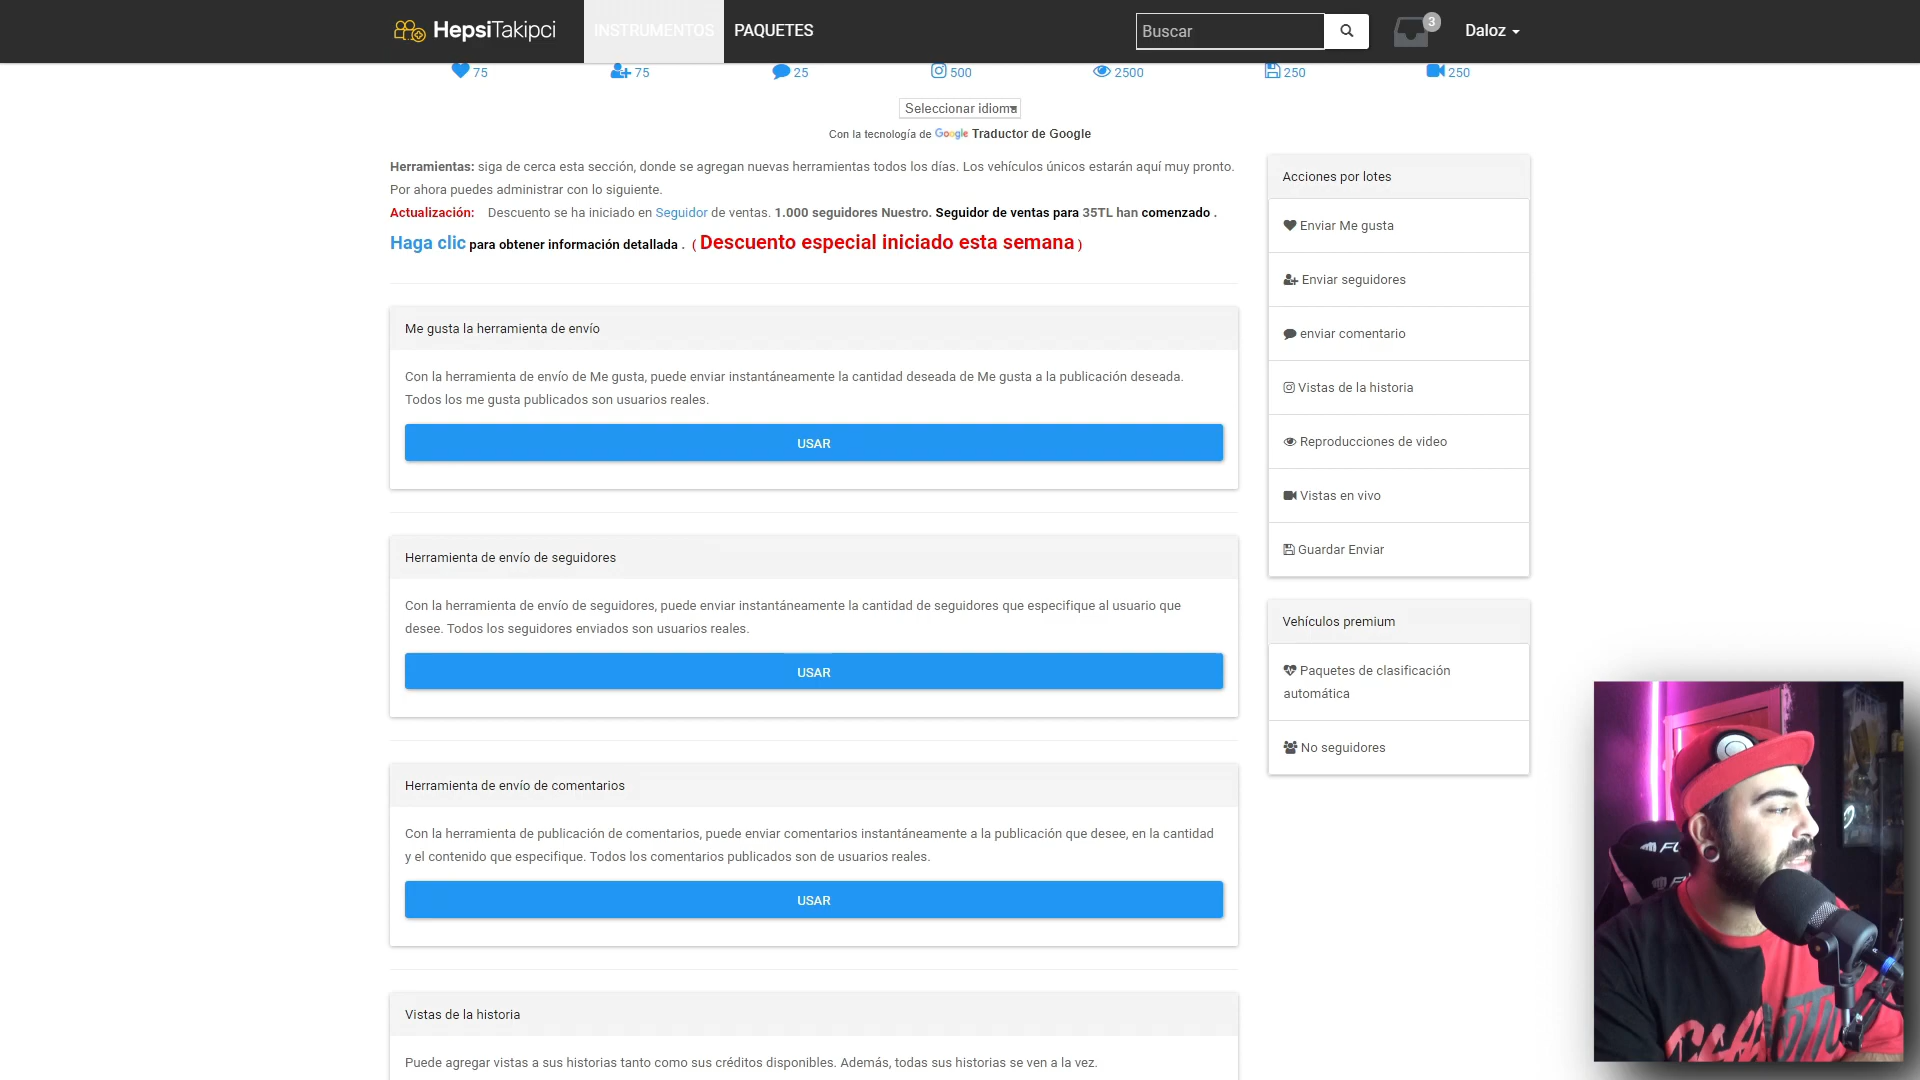 HepsiTakipci
INSTRUMENTOS
PAQUETES
Buscar
3
Daloz
75
75
25
500
2500
250
250
Seleccionar idioma
Con la tecnología de Google Traductor de Google
Herramientas: siga de cerca esta sección, donde se agregan nuevas herramientas todos los días. Los vehículos únicos estarán aquí muy pronto.
Por ahora puedes administrar con lo siguiente.
Actualización: Descuento se ha iniciado en Seguidor de ventas. 1.000 seguidores Nuestro. Seguidor de ventas para 35TL han comenzado .
Haga clic para obtener información detallada . ( Descuento especial iniciado esta semana )
Me gusta la herramienta de envío
Con la herramienta de envío de Me gusta, puede enviar instantáneamente la cantidad deseada de Me gusta a la publicación deseada.
Todos los me gusta publicados son usuarios reales.
USAR
Herramienta de envío de seguidores
Con la herramienta de envío de seguidores, puede enviar instantáneamente la cantidad de seguidores que especifique al usuario que
desee. Todos los seguidores enviados son usuarios reales.
USAR
Herramienta de envío de comentarios
Con la herramienta de publicación de comentarios, puede enviar comentarios instantáneamente a la publicación que desee, en la cantidad
y el contenido que especifique. Todos los comentarios publicados son de usuarios reales.
USAR
Vistas de la historia
Puede agregar vistas a sus historias tanto como sus créditos disponibles. Además, todas sus historias se ven a la vez.
Acciones por lotes
Enviar Me gusta
Enviar seguidores
enviar comentario
Vistas de la historia
Reproducciones de video
Vistas en vivo
Guardar Enviar
Vehículos premium
Paquetes de clasificación
automática
No seguidores